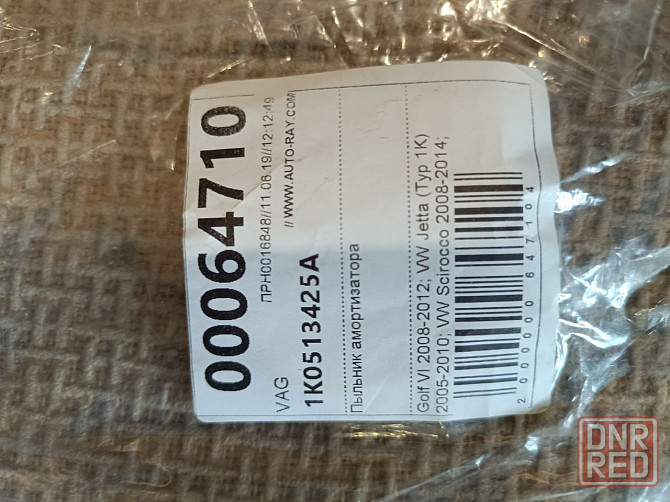 00064710
ПРН0016848//11.06.19//12:12:49
// WWW.AUTO-RAY.COM
VAG
1K0513425A
Пыльник амортизатора
Golf VI 2008-2012; VW Jetta (Typ 1K)
2005-2010; VW Scirocco 2008-2014;
2000000647104
DNR
RED